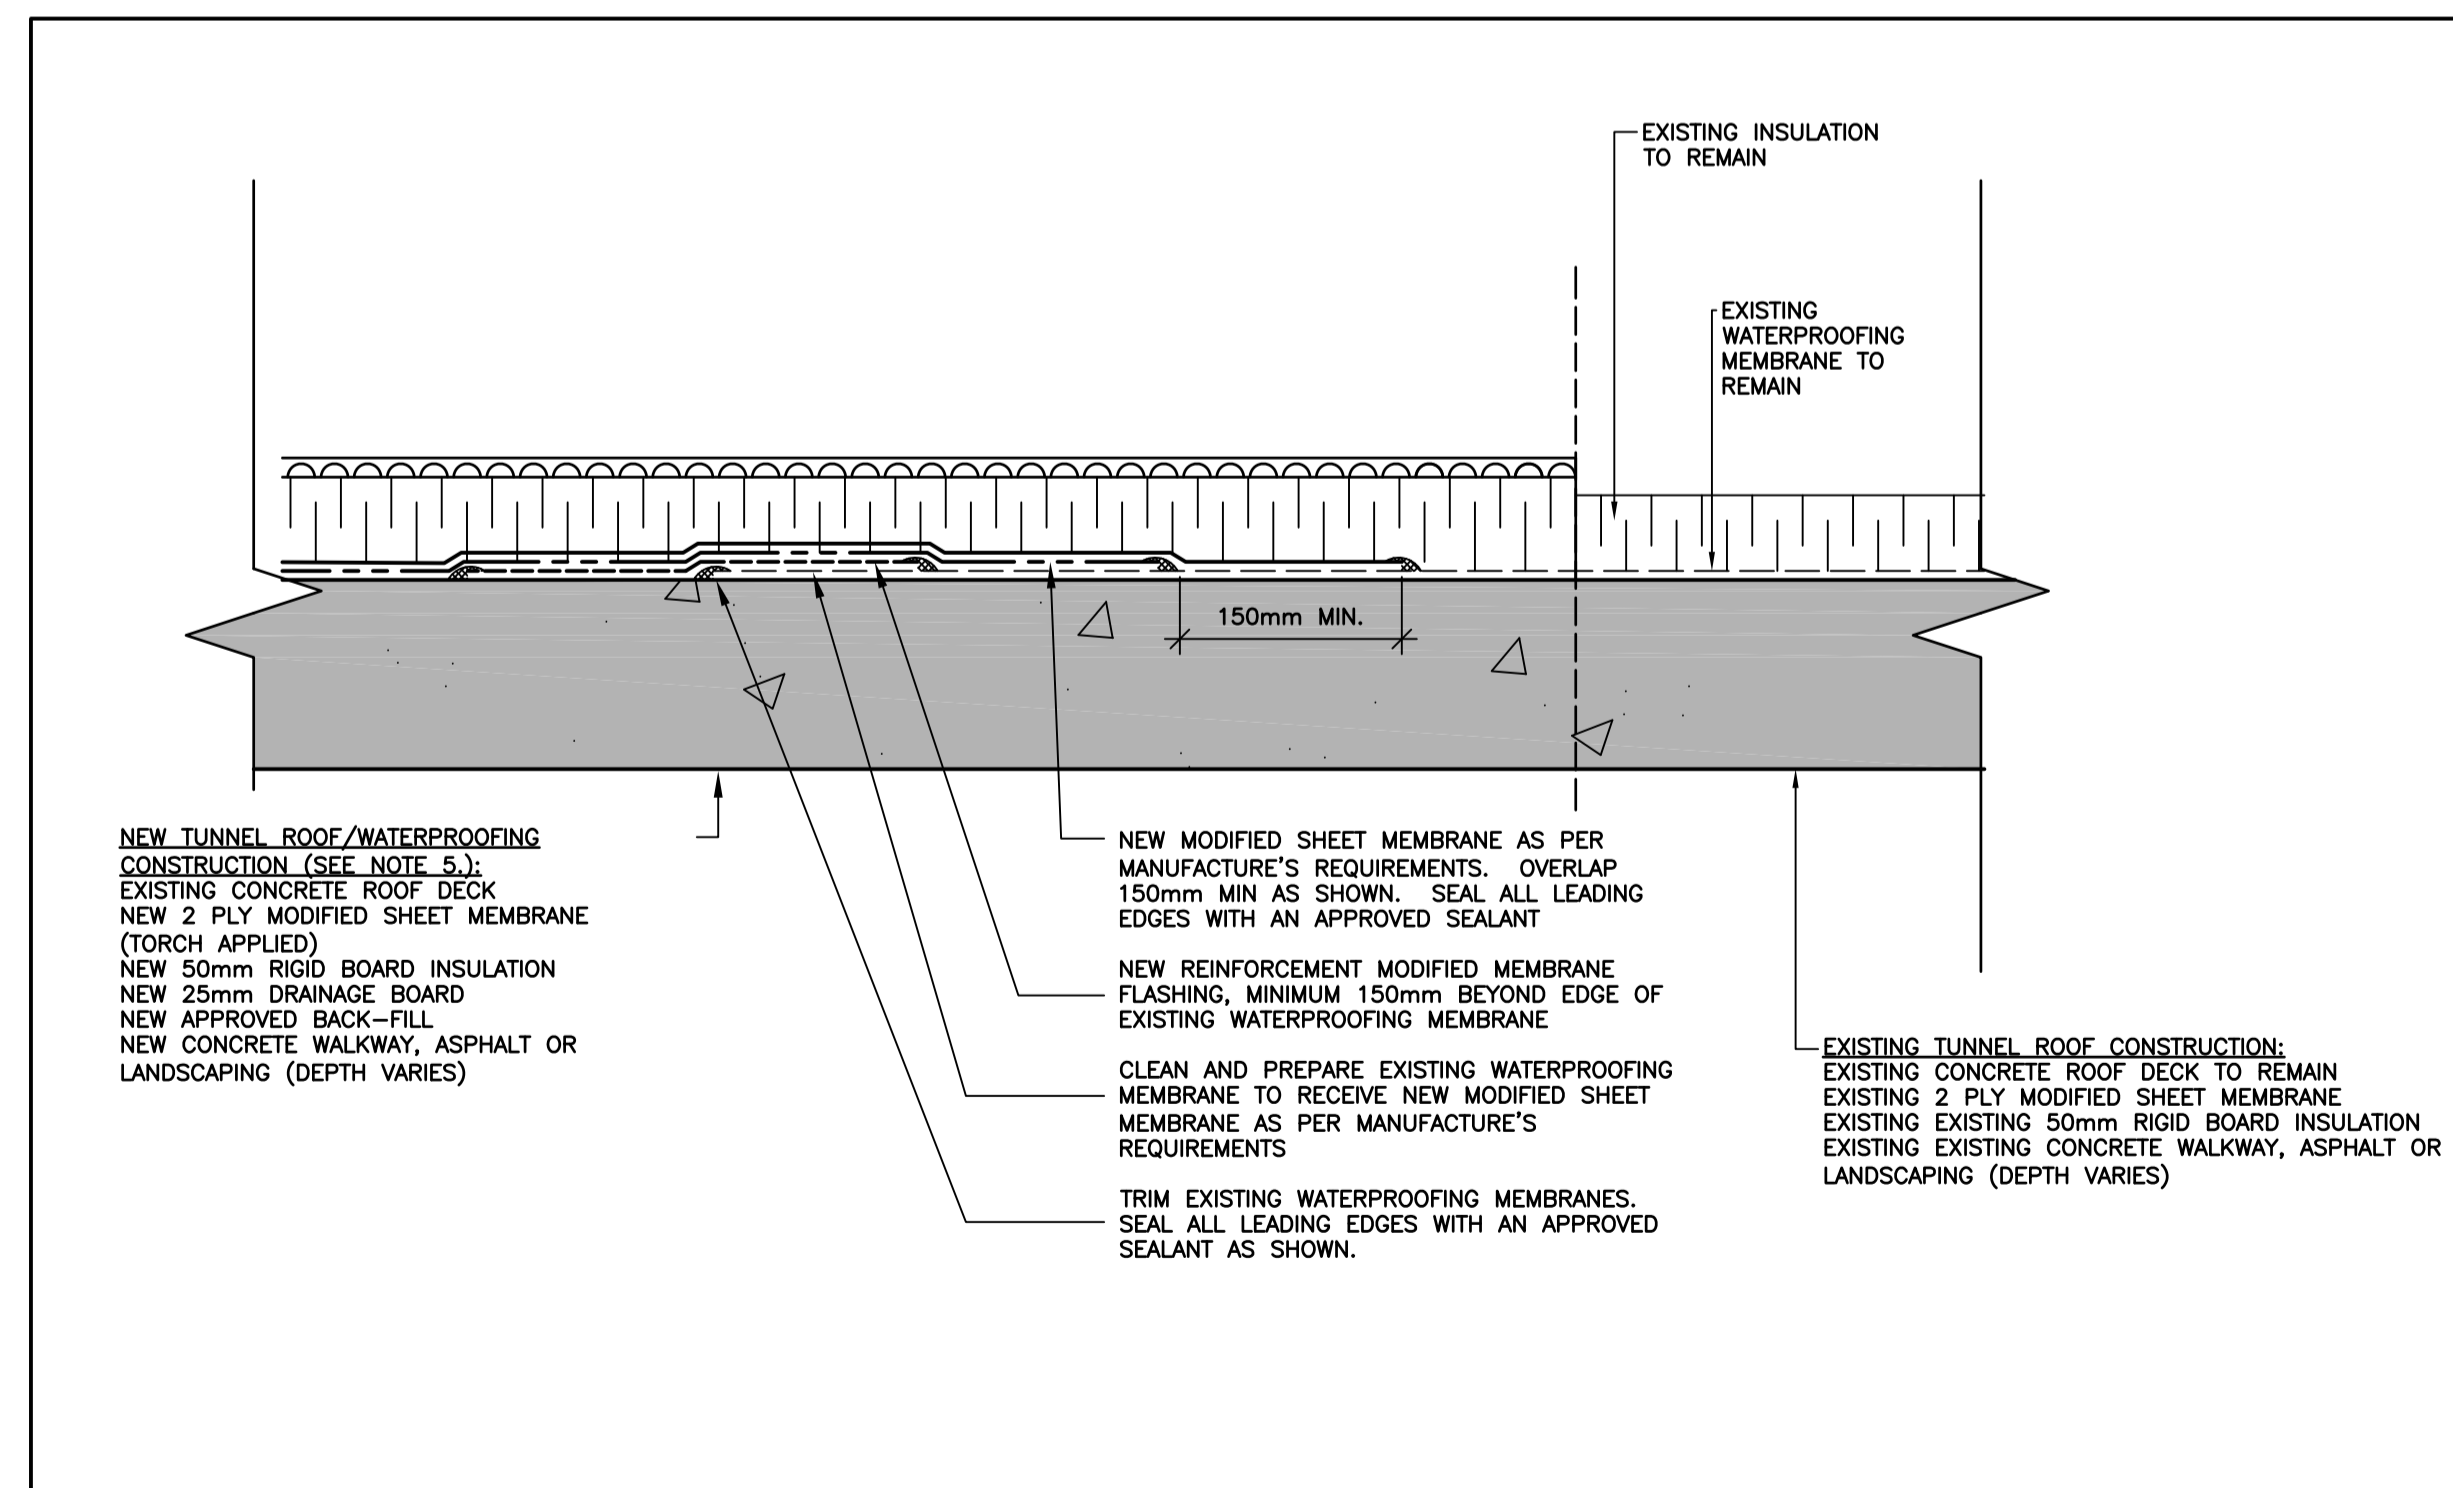 EXISTING INSULATION
TO REMAIN
EXISTING
WATERPROOFING
MEMBRANE TO
REMAIN
150mm MIN.
NEW TUNNEL ROOF/WATERPROOFING
CONSTRUCTION (SEE NOTE 5.):
EXISTING CONCRETE ROOF DECK
NEW 2 PLY MODIFIED SHEET MEMBRANE
(TORCH APPLIED)
NEW 50mm RIGID BOARD INSULATION
NEW 25mm DRAINAGE BOARD
NEW APPROVED BACK-FILL
NEW CONCRETE WALKWAY, ASPHALT OR
LANDSCAPING (DEPTH VARIES)
NEW MODIFIED SHEET MEMBRANE AS PER
MANUFACTURE'S REQUIREMENTS. OVERLAP
150mm MIN AS SHOWN. SEAL ALL LEADING
EDGES WITH AN APPROVED SEALANT
NEW REINFORCEMENT MODIFIED MEMBRANE
FLASHING, MINIMUM 150mm BEYOND EDGE OF
EXISTING WATERPROOFING MEMBRANE
CLEAN AND PREPARE EXISTING WATERPROOFING
MEMBRANE TO RECEIVE NEW MODIFIED SHEET
MEMBRANE AS PER MANUFACTURE'S
REQUIREMENTS
TRIM EXISTING WATERPROOFING MEMBRANES.
SEAL ALL LEADING EDGES WITH AN APPROVED
SEALANT AS SHOWN.
EXISTING TUNNEL ROOF CONSTRUCTION:
EXISTING CONCRETE ROOF DECK TO REMAIN
EXISTING 2 PLY MODIFIED SHEET MEMBRANE
EXISTING EXISTING 50mm RIGID BOARD INSULATION
EXISTING EXISTING CONCRETE WALKWAY, ASPHALT OR
LANDSCAPING (DEPTH VARIES)